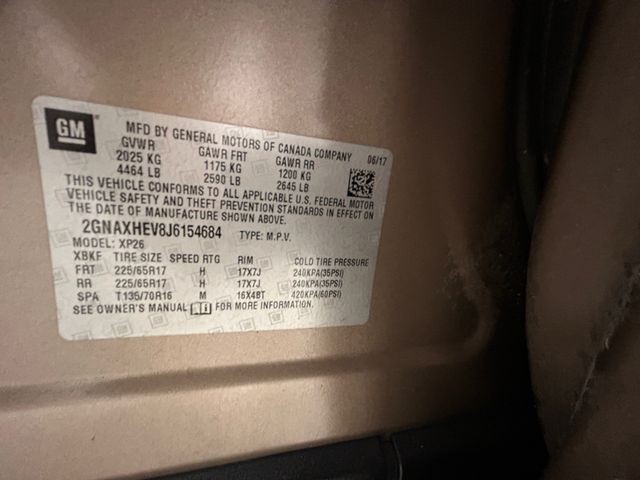 GM
MFD BY GENERAL MOTORS OF CANADA COMPANY
GVWR GAWR FRT GAWR RR 06/17
2025 KG 1175 KG 1200 KG
4464 LB 2590 LB 2645 LB
THIS VEHICLE CONFORMS TO ALL APPLICABLE U.S. FEDERAL MOTOR
VEHICLE SAFETY AND THEFT PREVENTION STANDARDS IN EFFECT ON
THE DATE OF MANUFACTURE SHOWN ABOVE.
2GNAXHEV8J6154684 TYPE: M.P.V.
MODEL: XP26
XBKF TIRE SIZE SPEED RTG RIM COLD TIRE PRESSURE
FRT 225/65R17 H 17X7J 240KPA(35PSI)
RR 225/65R17 H 17X7J 240KPA(35PSI)
SPA T135/70R16 M 16X4BT 420KPA(60PSI)
SEE OWNER'S MANUAL FOR MORE INFORMATION.